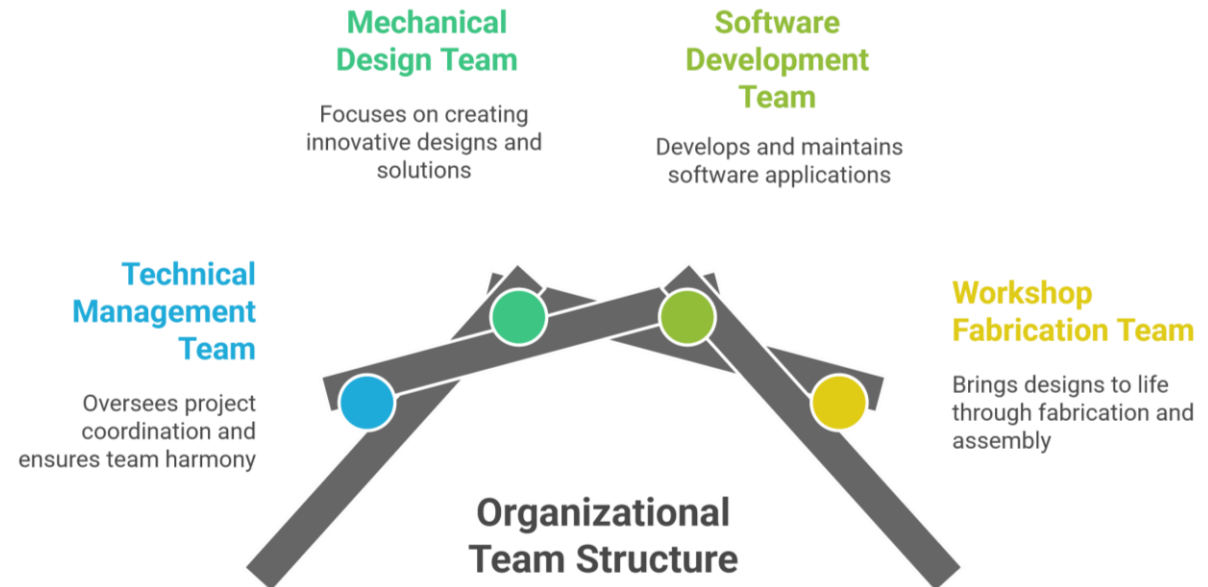 Mechanical
Design Team
Focuses on creating
innovative designs and
solutions
Software
Development
Team
Develops and maintains
software applications
Technical
Management
Team
Oversees project
coordination and
ensures team harmony
Workshop
Fabrication Team
Brings designs to life
through fabrication and
assembly
Organizational
Team Structure